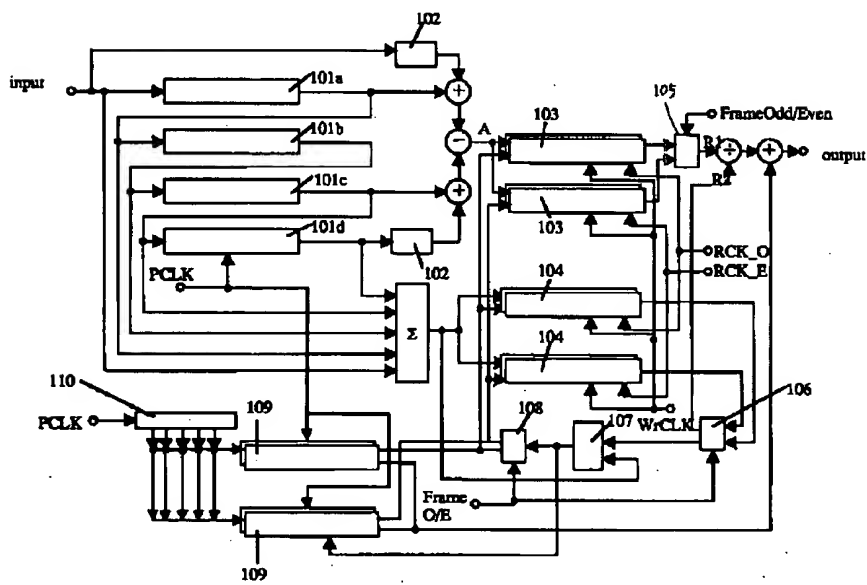 102
input
101a
+
101b
−
A
103
105
FrameOdd/Even
R1
÷
+
output
101c
+
R2
101d
103
102
RCK_O
RCK_E
PCLK
104
Σ
104
110
106
PCLK
109
108
107
WrCLK
Frame
O/E
109